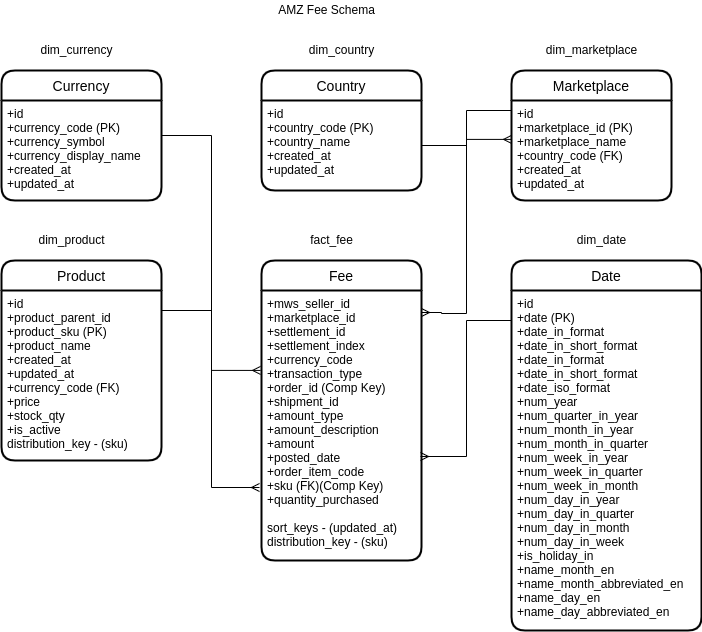 AMZ Fee Schema
dim_currency
Currency
+id
+currency_code (PK)
+currency_symbol
+currency_display_name
+created_at
+updated_at
dim_country
Country
+id
+country_code (PK)
+country_name
+created_at
+updated_at
dim_marketplace
Marketplace
+id
+marketplace_id (PK)
+marketplace_name
+country_code (FK)
+created_at
+updated_at
dim_product
Product
+id
+product_parent_id
+product_sku (PK)
+product_name
+created_at
+updated_at
+currency_code (FK)
+price
+stock_qty
+is_active
distribution_key - (sku)
fact_fee
Fee
+mws_seller_id
+marketplace_id
+settlement_id
+settlement_index
+currency_code
+transaction_type
+order_id (Comp Key)
+shipment_id
+amount_type
+amount_description
+amount
+posted_date
+order_item_code
+sku (FK)(Comp Key)
+quantity_purchased
sort_keys - (updated_at)
distribution_key - (sku)
dim_date
Date
+id
+date (PK)
+date_in_format
+date_in_short_format
+date_in_format
+date_in_short_format
+date_iso_format
+num_year
+num_quarter_in_year
+num_month_in_year
+num_month_in_quarter
+num_week_in_year
+num_week_in_quarter
+num_week_in_month
+num_day_in_year
+num_day_in_quarter
+num_day_in_month
+num_day_in_week
+is_holiday_in
+name_month_en
+name_month_abbreviated_en
+name_day_en
+name_day_abbreviated_en